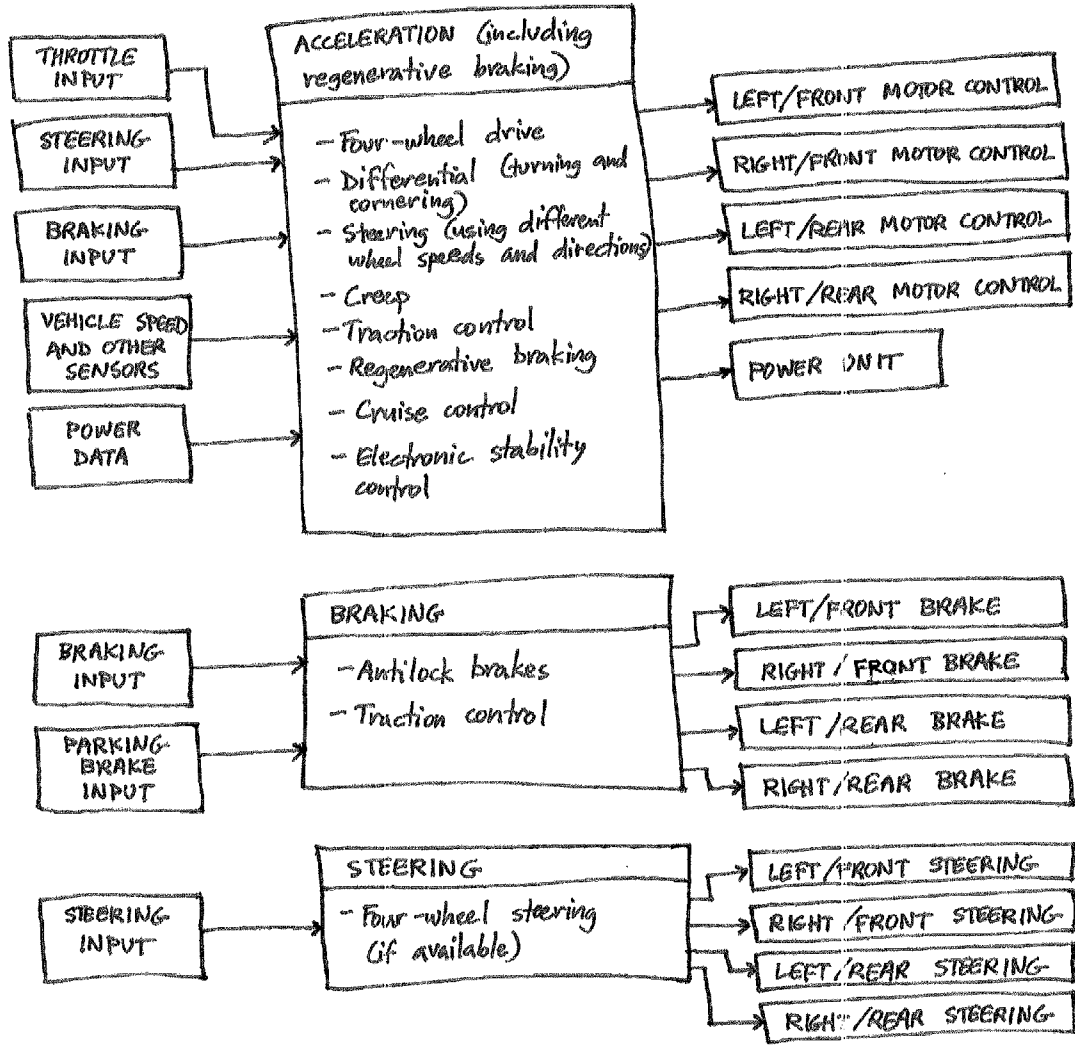 THROTTLE
INPUT
STEERING
INPUT
BRAKING
INPUT
VEHICLE SPEED
AND OTHER
SENSORS
POWER
DATA
ACCELERATION (including
regenerative braking)
- Four-wheel drive
- Differential (turning and
cornering)
- Steering (using different
wheel speeds and directions)
- Creep
- Traction control
- Regenerative braking
- Cruise control
- Electronic stability
control
LEFT/FRONT MOTOR CONTROL
RIGHT/FRONT MOTOR CONTROL
LEFT/REAR MOTOR CONTROL
RIGHT/REAR MOTOR CONTROL
POWER UNIT
BRAKING
INPUT
PARKING
BRAKE
INPUT
BRAKING
- Antilock brakes
- Traction control
LEFT/FRONT BRAKE
RIGHT/FRONT BRAKE
LEFT/REAR BRAKE
RIGHT/REAR BRAKE
STEERING
INPUT
STEERING
- Four-wheel steering
(if available)
LEFT/FRONT STEERING
RIGHT/FRONT STEERING
LEFT/REAR STEERING
RIGHT/REAR STEERING